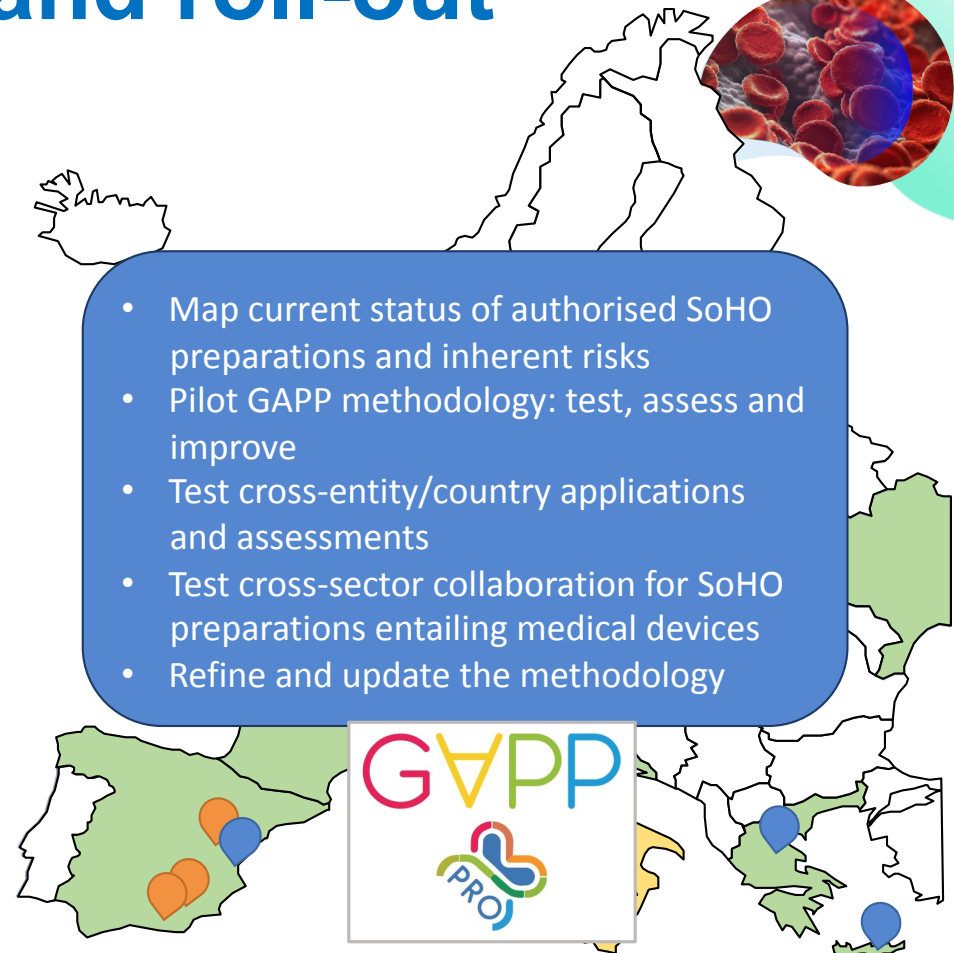 and roll-out
• Map current status of authorised SoHO
preparations and inherent risks
• Pilot GAPP methodology: test, assess and
improve
• Test cross-entity/country applications
and assessments
• Test cross-sector collaboration for SoHO
preparations entailing medical devices
• Refine and update the methodology
GAPP
PRO